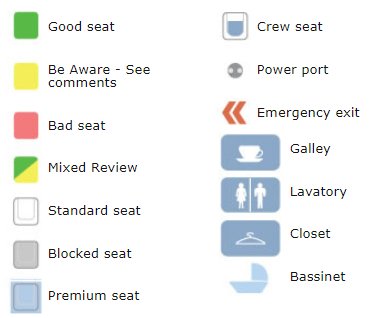 Good seat
Be Aware - See
comments
Bad seat
Mixed Review
Standard seat
Blocked seat
Premium seat
Crew seat
Power port
Emergency exit
Galley
Lavatory
Closet
Bassinet